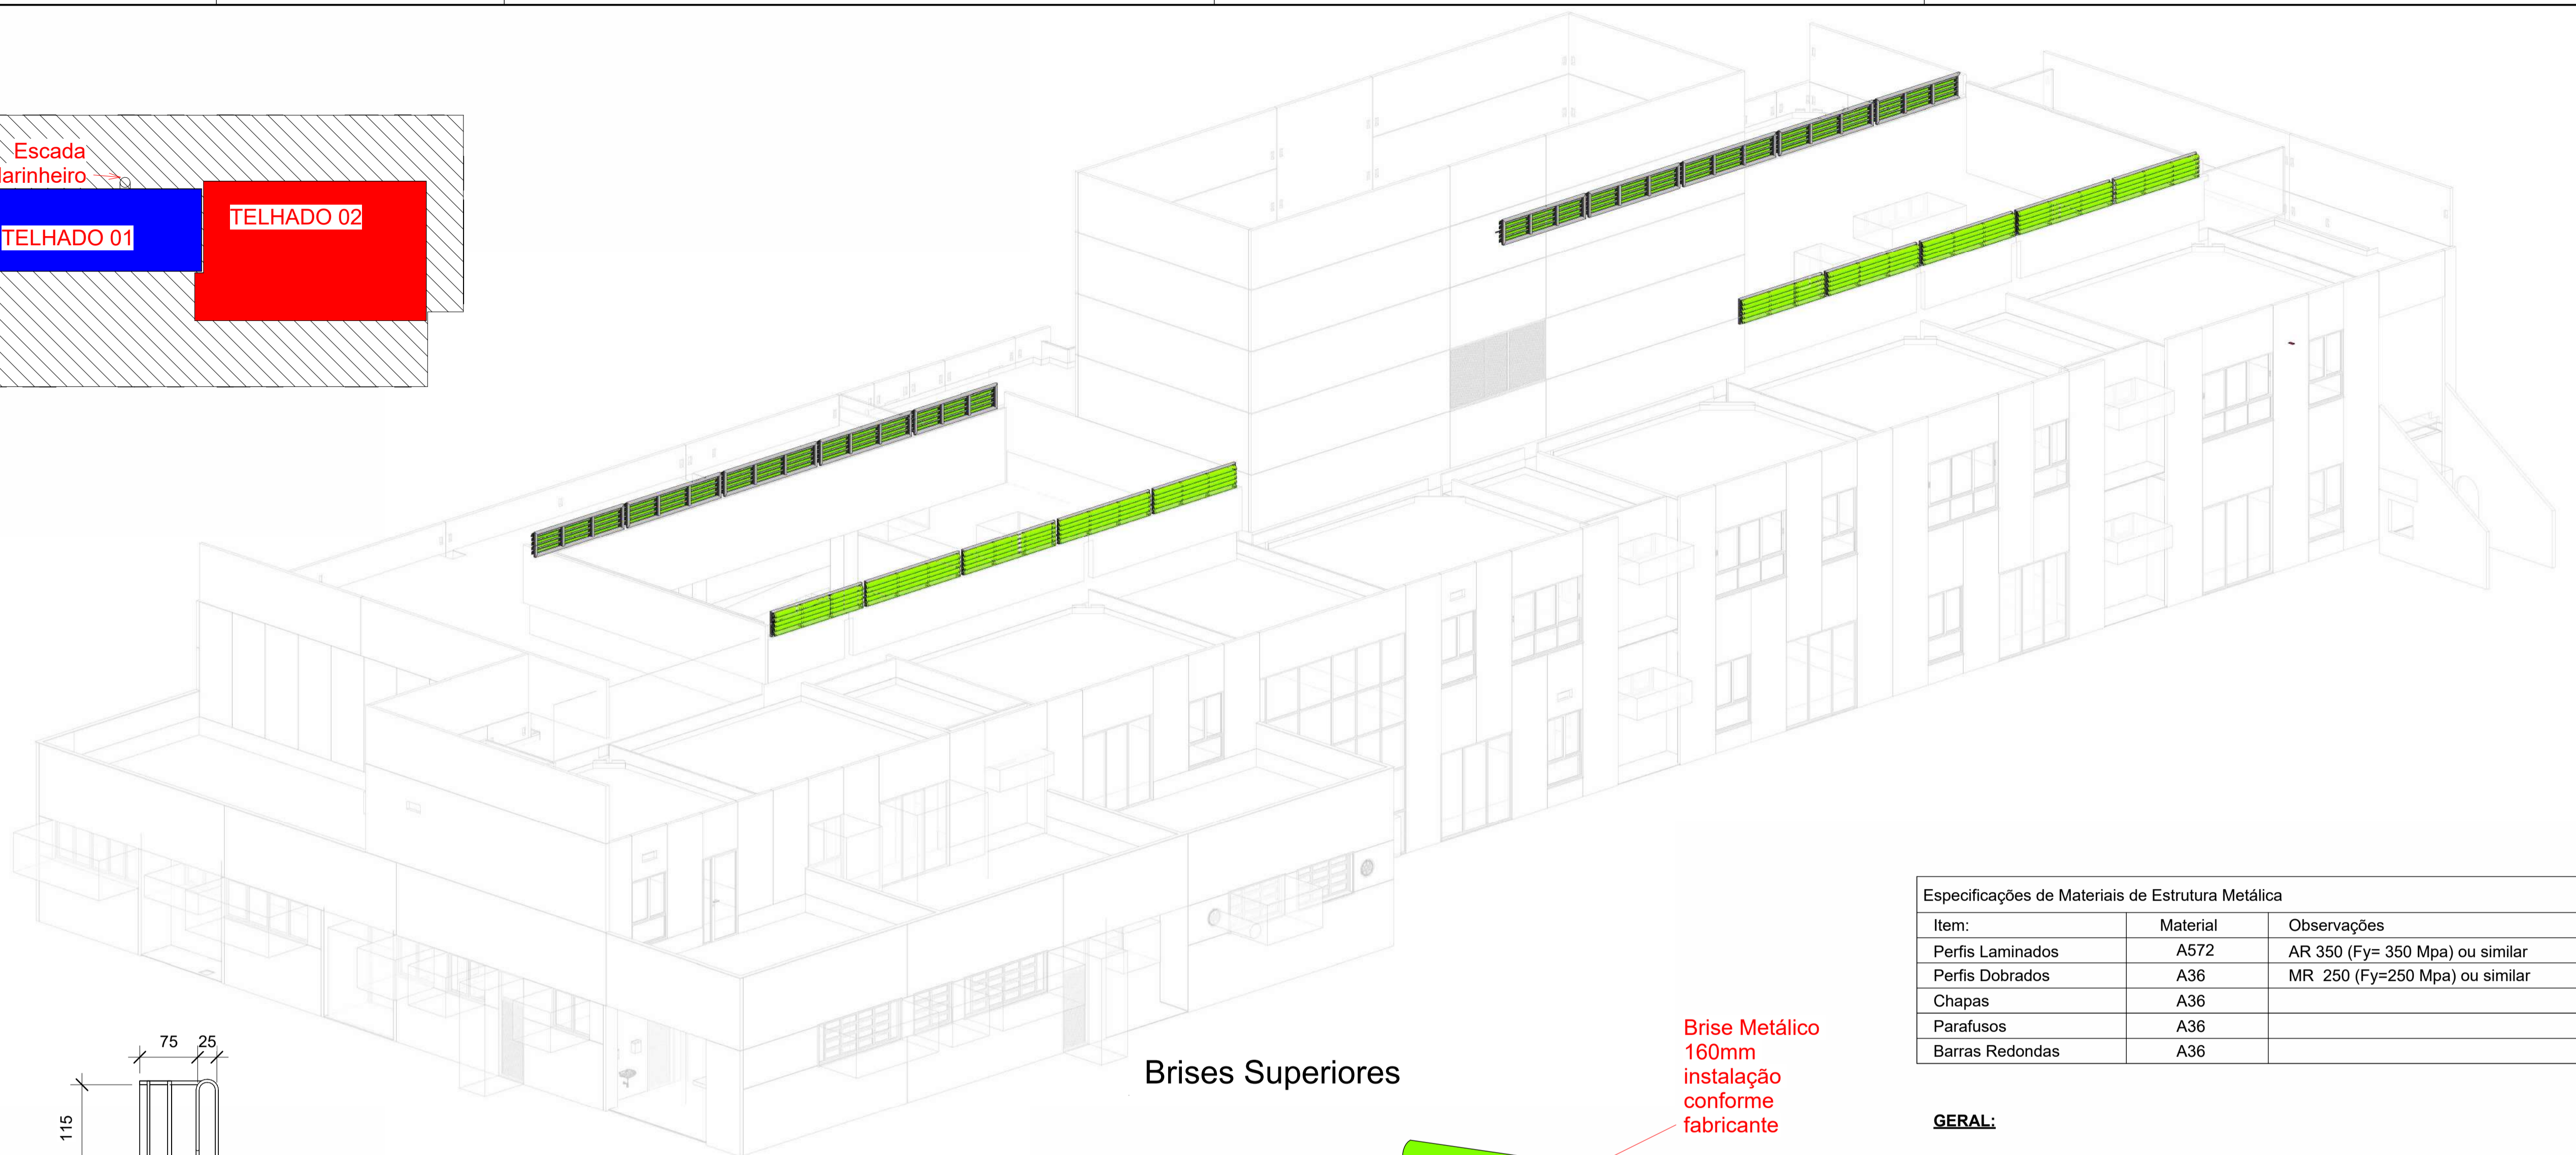 Escada
TELHADO 02
TELHADO 01
75 25
115
Brises Superiores
Brise Metálico
160mm
instalação
conforme
fabricante
Especificações de Materiais de Estrutura Metálica
Item: Material Observações
Perfis Laminados A572 AR 350 (Fy= 350 Mpa) ou similar
Perfis Dobrados A36 MR 250 (Fy=250 Mpa) ou similar
Chapas A36
Parafusos A36
Barras Redondas A36
GERAL: